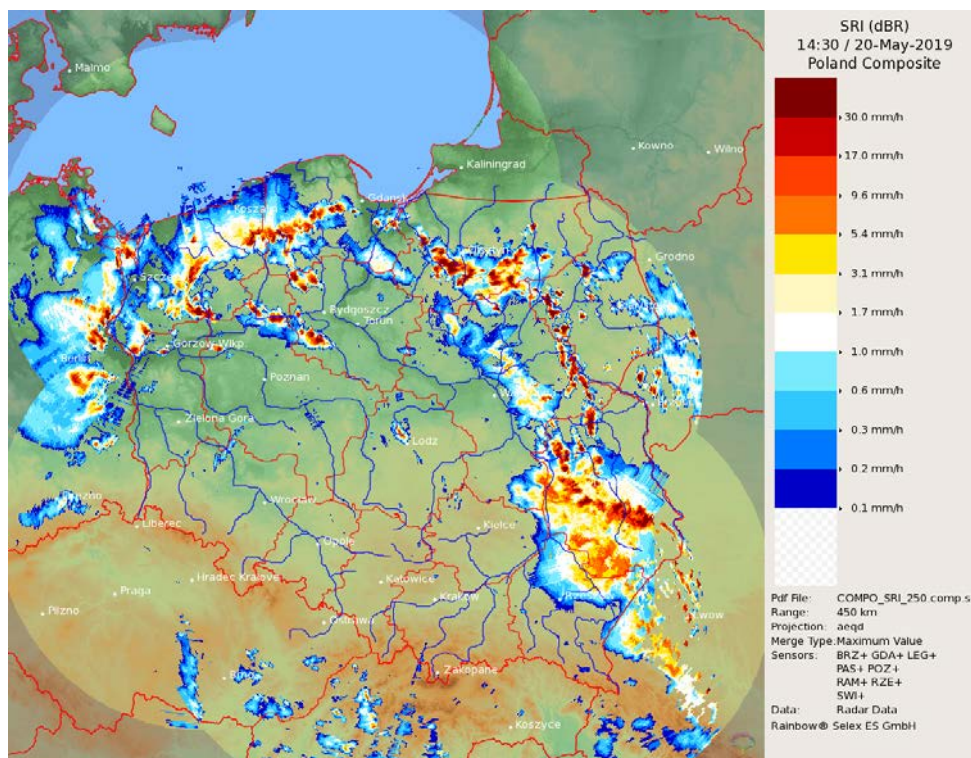 SRI (dBR)
14:30 / 20-May-2019
Poland Composite
30.0 mm/h
17.0 mm/h
9.6 mm/h
5.4 mm/h
3.1 mm/h
1.7 mm/h
1.0 mm/h
0.6 mm/h
0.3 mm/h
0.2 mm/h
0.1 mm/h
Pdf File: COMPO_SRI_250.comp.s
Range: 450 km
Projection: aeqd
Merge Type: Maximum Value
Sensors: BRZ+ GDA+ LEG+
PAS+ POZ+
RAM+ RZE+
SWI+
Data: Radar Data
Rainbow® Selex ES GmbH
Malmo
Kowno
Wilno
Kaliningrad
Gdansk
Koszalin
Grodno
Bydgoszcz
Torun
Gorzow Wlkp
Berlin
Poznan
Zielona Gora
Lodz
Wroclaw
Liberec
Kielce
Opole
Hradec Kralove
Katowice
Praga
Krakow
Pilzno
Ostrawa
Lwow
Zakopane
Koszyce